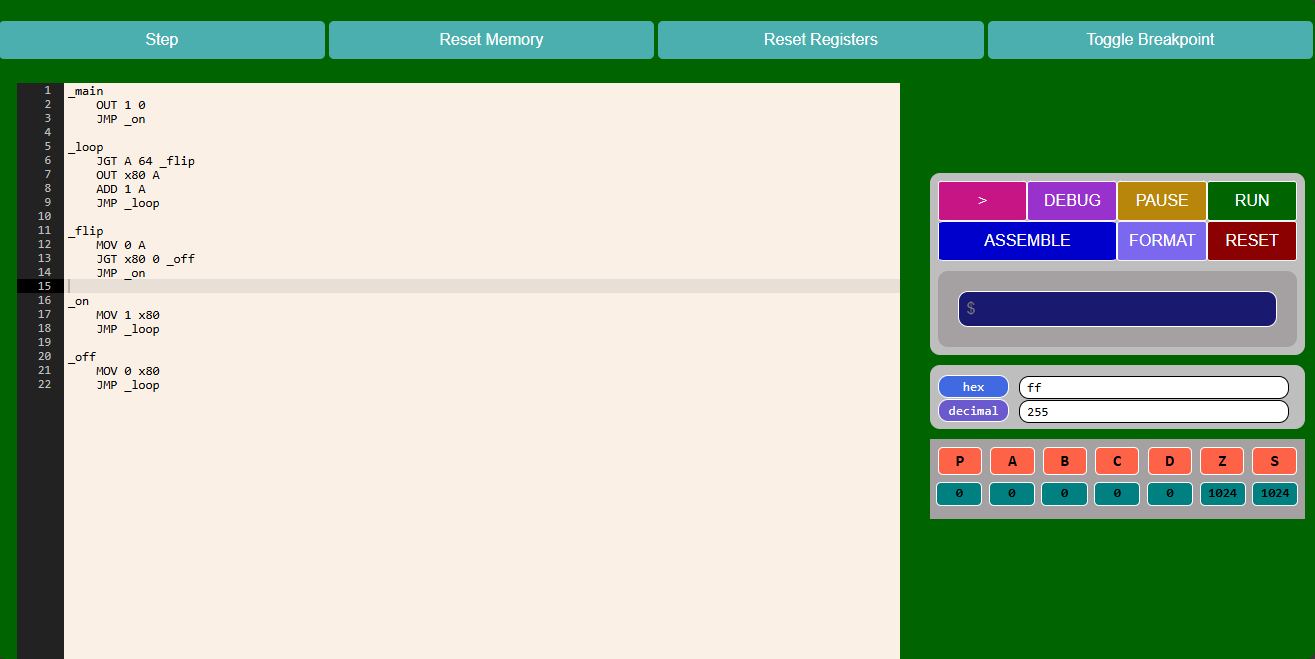 Step Reset Memory Reset Registers Toggle Breakpoint
1 _main
2 OUT 1 0
3 JMP _on
4
5 _loop
6 JGT A 64 _flip
7 OUT x80 A
8 ADD 1 A
9 JMP _loop
10
11 _flip
12 MOV 0 A
13 JGT x80 0 _off
14 JMP _on
15
16 _on
17 MOV 1 x80
18 JMP _loop
19
20 _off
21 MOV 0 x80
22 JMP _loop
> DEBUG PAUSE RUN
ASSEMBLE FORMAT RESET
$
hex ff
decimal 255
P A B C D Z S
0 0 0 0 0 1024 1024